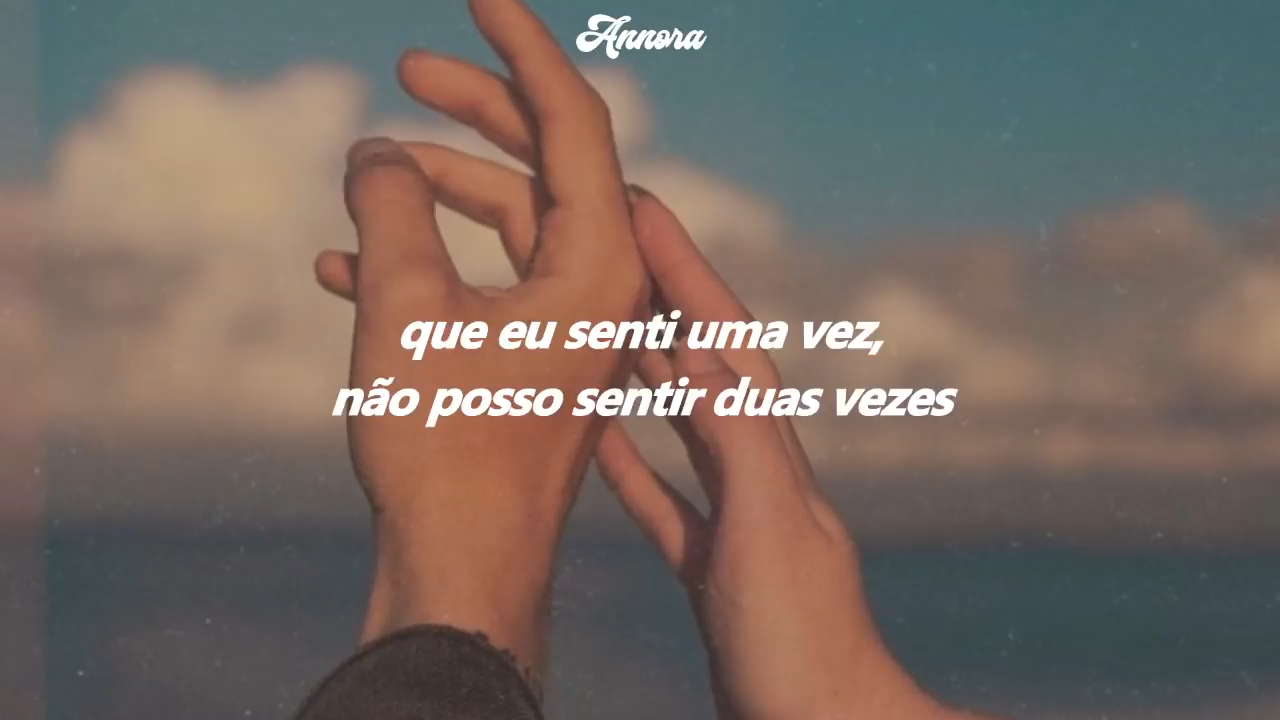 Annora
que eu senti uma vez,
não posso sentir duas vezes